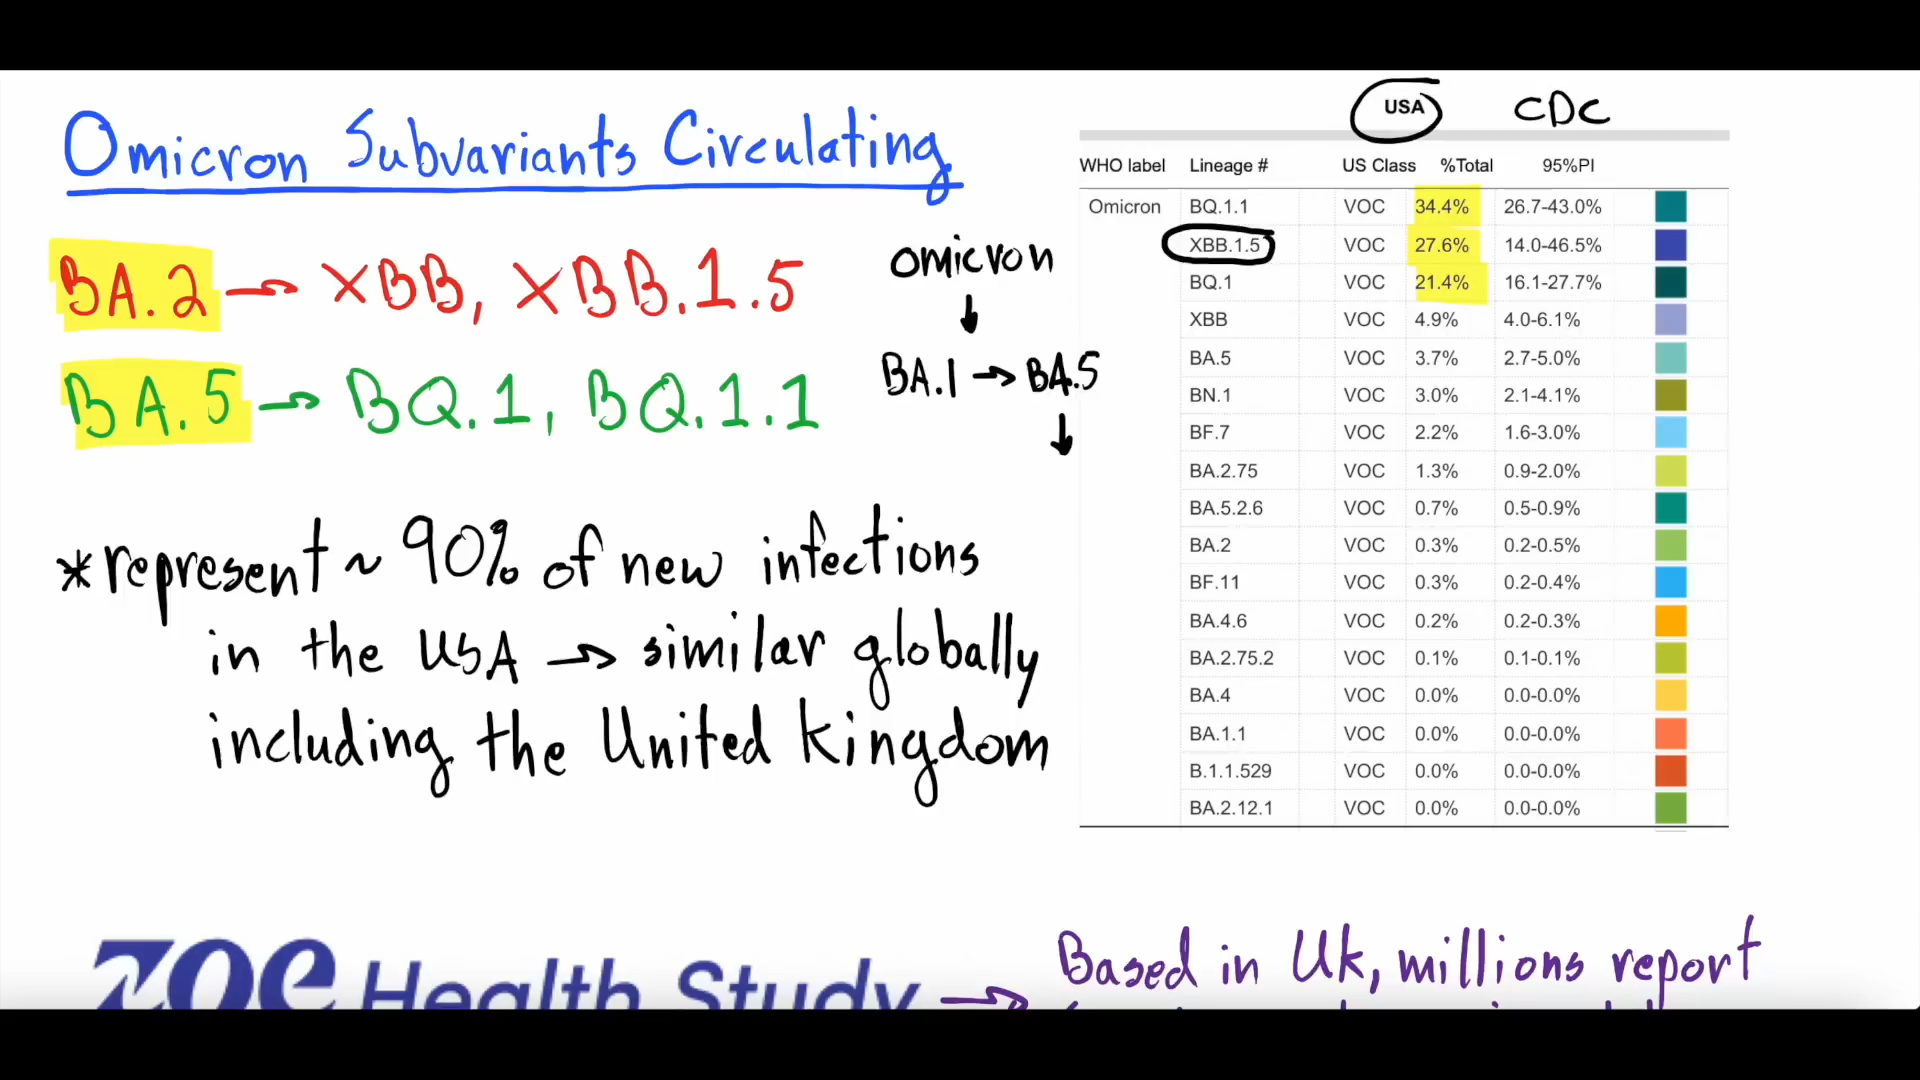 Omicron Subvariants Circulating
BA.2 → XBB, XBB.1.5
BA.5 → BQ.1, BQ.1.1
omicron
↓
BA.1 → BA.5
↓
*represent ~ 90% of new infections
in the USA → similar globally
including the United Kingdom
USA CDC
WHO label Lineage # US Class %Total 95%PI
Omicron BQ.1.1 VOC 34.4% 26.7-43.0%
XBB.1.5 VOC 27.6% 14.0-46.5%
BQ.1 VOC 21.4% 16.1-27.7%
XBB VOC 4.9% 4.0-6.1%
BA.5 VOC 3.7% 2.7-5.0%
BN.1 VOC 3.0% 2.1-4.1%
BF.7 VOC 2.2% 1.6-3.0%
BA.2.75 VOC 1.3% 0.9-2.0%
BA.5.2.6 VOC 0.7% 0.5-0.9%
BA.2 VOC 0.3% 0.2-0.5%
BF.11 VOC 0.3% 0.2-0.4%
BA.4.6 VOC 0.2% 0.2-0.3%
BA.2.75.2 VOC 0.1% 0.1-0.1%
BA.4 VOC 0.0% 0.0-0.0%
BA.1.1 VOC 0.0% 0.0-0.0%
B.1.1.529 VOC 0.0% 0.0-0.0%
BA.2.12.1 VOC 0.0% 0.0-0.0%
ZOE Health Study →
Based in Uk, millions report